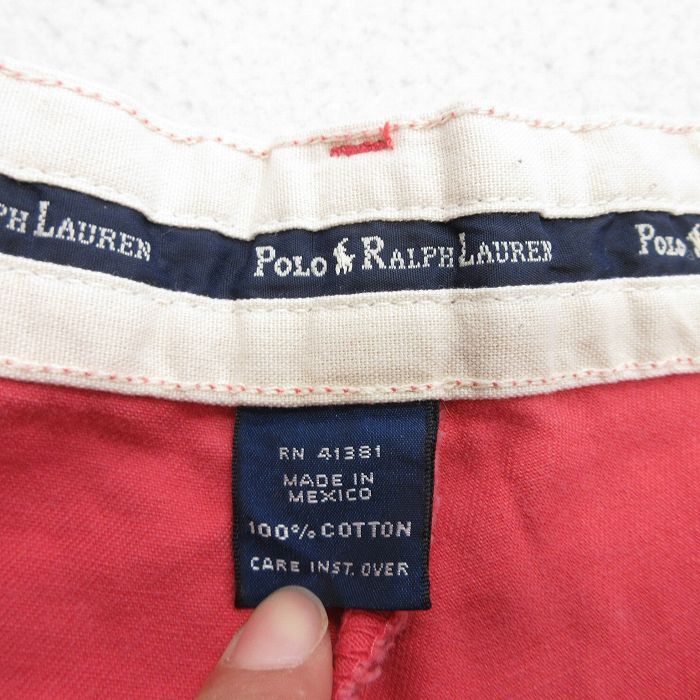 PH LAUREN POLO RALPH LAUREN POLO
RN 41381
MADE IN
MEXICO
100% COTTON
CARE INST. OVER